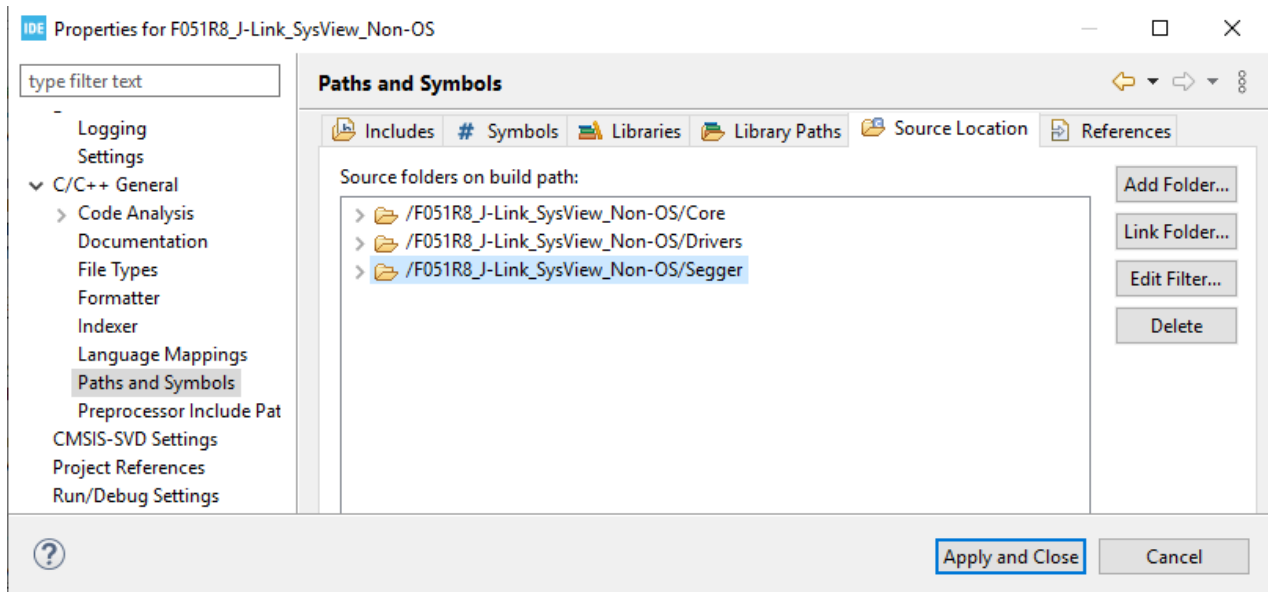 IDE Properties for F051R8_J-Link_SysView_Non-OS
type filter text
Logging
Settings
C/C++ General
Code Analysis
Documentation
File Types
Formatter
Indexer
Language Mappings
Paths and Symbols
Preprocessor Include Pat
CMSIS-SVD Settings
Project References
Run/Debug Settings
Paths and Symbols
Includes # Symbols Libraries Library Paths Source Location References
Source folders on build path:
/F051R8_J-Link_SysView_Non-OS/Core
/F051R8_J-Link_SysView_Non-OS/Drivers
/F051R8_J-Link_SysView_Non-OS/Segger
Add Folder...
Link Folder...
Edit Filter...
Delete
? Apply and Close Cancel